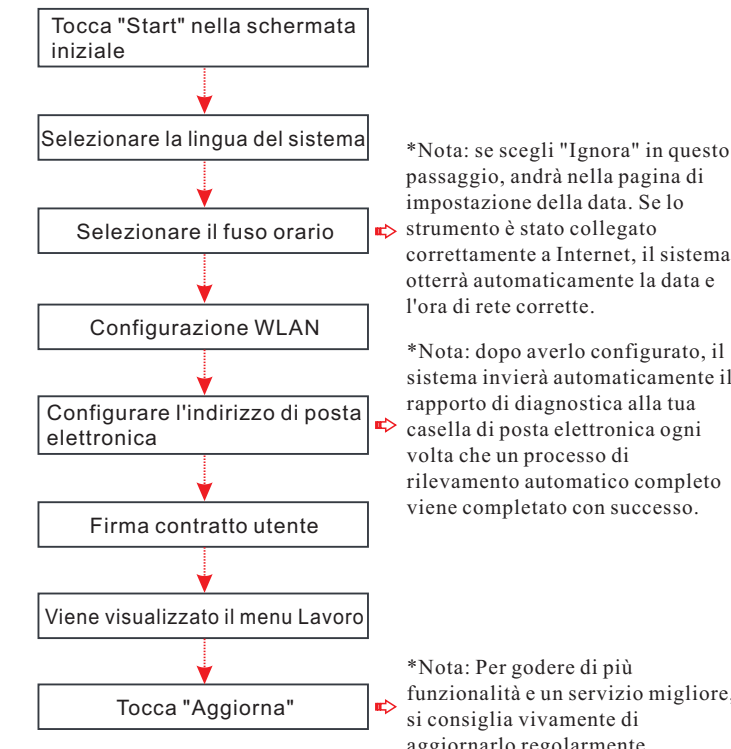 Tocca "Start" nella schermata
iniziale
Selezionare la lingua del sistema
Selezionare il fuso orario
*Nota: se scegli "Ignora" in questo
passaggio, andrà nella pagina di
impostazione della data. Se lo
strumento è stato collegato
correttamente a Internet, il sistema
otterrà automaticamente la data e
l'ora di rete corrette.
Configurazione WLAN
Configurare l'indirizzo di posta
elettronica
*Nota: dopo averlo configurato, il
sistema invierà automaticamente il
rapporto di diagnostica alla tua
casella di posta elettronica ogni
volta che un processo di
rilevamento automatico completo
viene completato con successo.
Firma contratto utente
Viene visualizzato il menu Lavoro
Tocca "Aggiorna"
*Nota: Per godere di più
funzionalità e un servizio migliore,
si consiglia vivamente di
aggiornarlo regolarmente